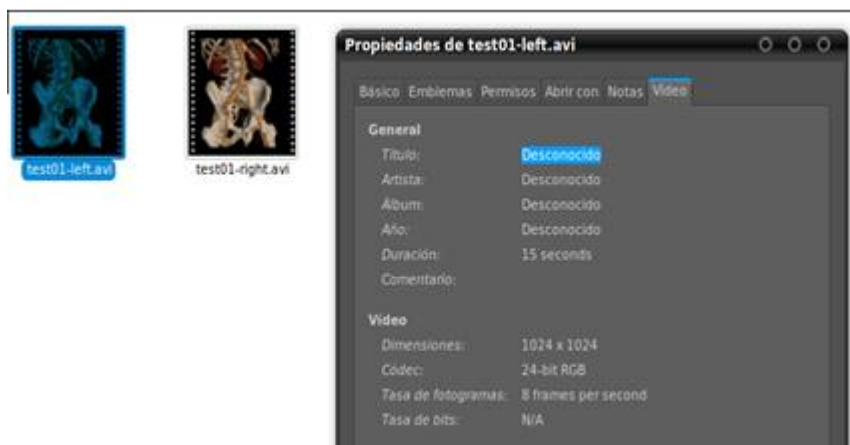 test01-left.avi
test01-right.avi
Propiedades de test01-left.avi
Básico Emblemas Permisos Abrir con Notas Vídeo
General
Título: Desconocido
Artista: Desconocido
Álbum: Desconocido
Año: Desconocido
Duración: 15 seconds
Comentario:
Vídeo
Dimensiones: 1024 x 1024
Códec: 24-bit RGB
Tasa de fotogramas: 8 frames per second
Tasa de bits: N/A